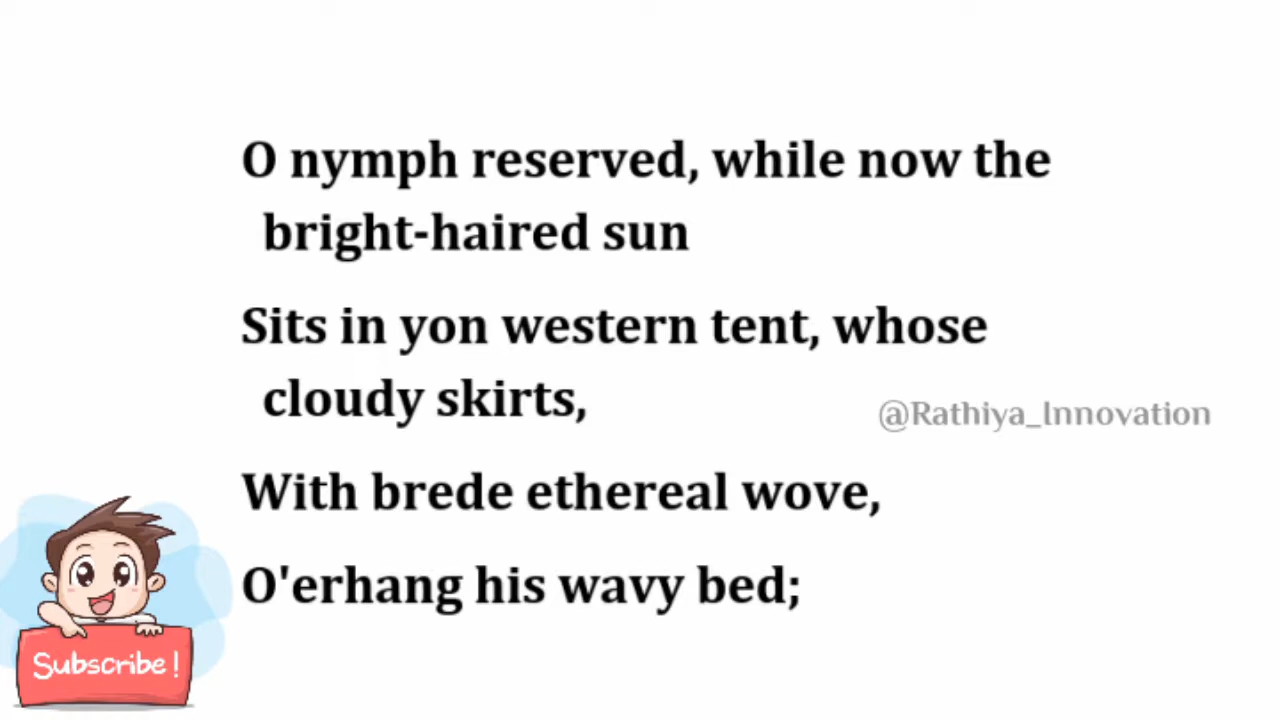 O nymph reserved, while now the
bright-haired sun
Sits in yon western tent, whose
cloudy skirts,
@Rathiya_Innovation
With brede ethereal wove,
O'erhang his wavy bed;
Subscribe !